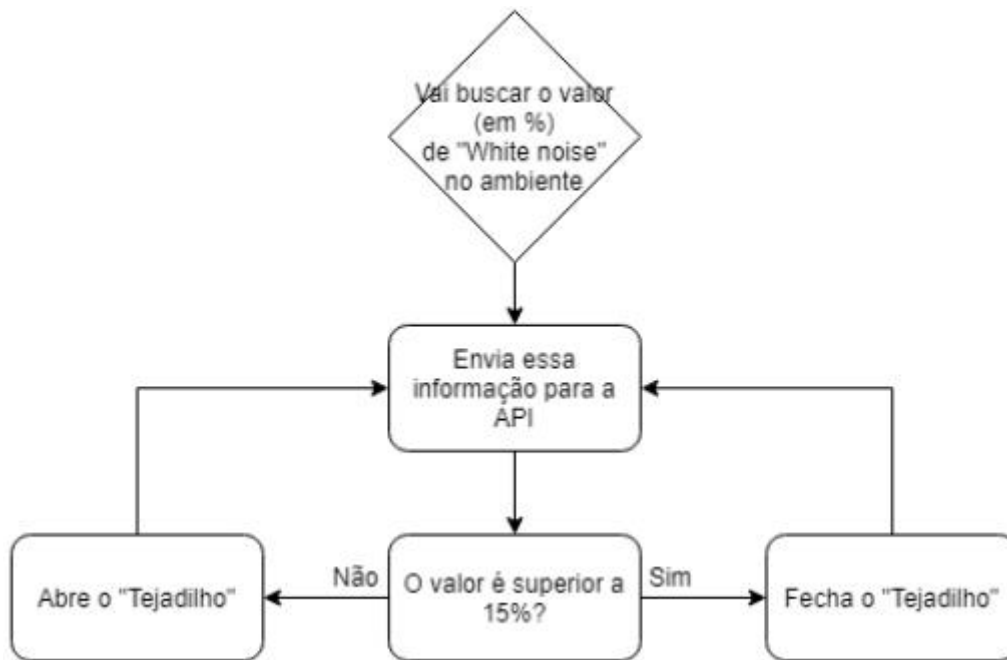 Vai buscar o valor
(em %)
de "White noise"
no ambiente
Envia essa
informação para a
API
Abre o "Tejadilho"
Não
O valor é superior a
15%?
Sim
Fecha o "Tejadilho"